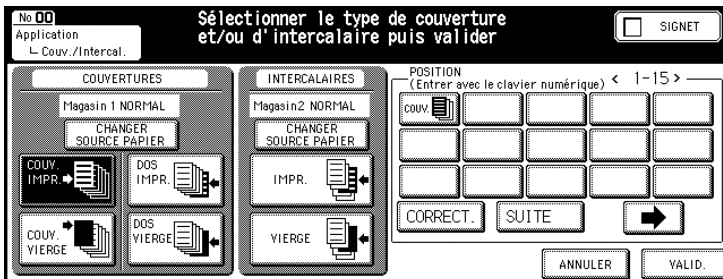 No 00
Application
Couv./Intercal.
Sélectionner le type de couverture
et/ou d'intercalaire puis valider
SIGNET
COUVERTURES
Magasin 1 NORMAL
CHANGER
SOURCE PAPIER
COUV.
IMPR.
DOS
IMPR.
COUV.
VIERGE
DOS
VIERGE
INTERCALAIRES
Magasin2 NORMAL
CHANGER
SOURCE PAPIER
IMPR.
VIERGE
POSITION
(Entrer avec le clavier numérique) < 1-15 >
COUV.
CORRECT.
SUITE
ANNULER
VALID.